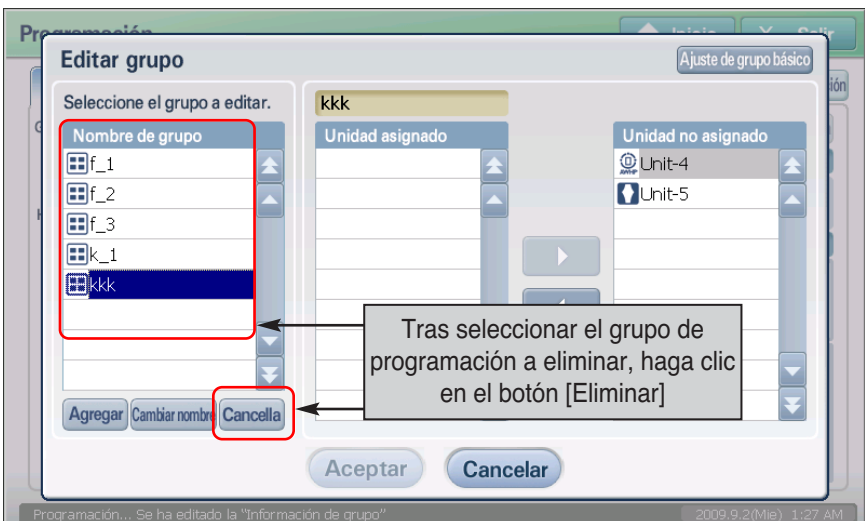 Programación
Inicio
Salir
Editar grupo
Ajuste de grupo básico
ión
Seleccione el grupo a editar.
kkk
Nombre de grupo
Unidad asignado
Unidad no asignado
f_1
f_2
f_3
k_1
kkk
Unit-4
Unit-5
Tras seleccionar el grupo de
programación a eliminar, haga clic
en el botón [Eliminar]
Agregar
Cambiar nombre
Cancella
Aceptar
Cancelar
Programación... Se ha editado la "Información de grupo"
2009.9.2(Mie) 1:27 AM